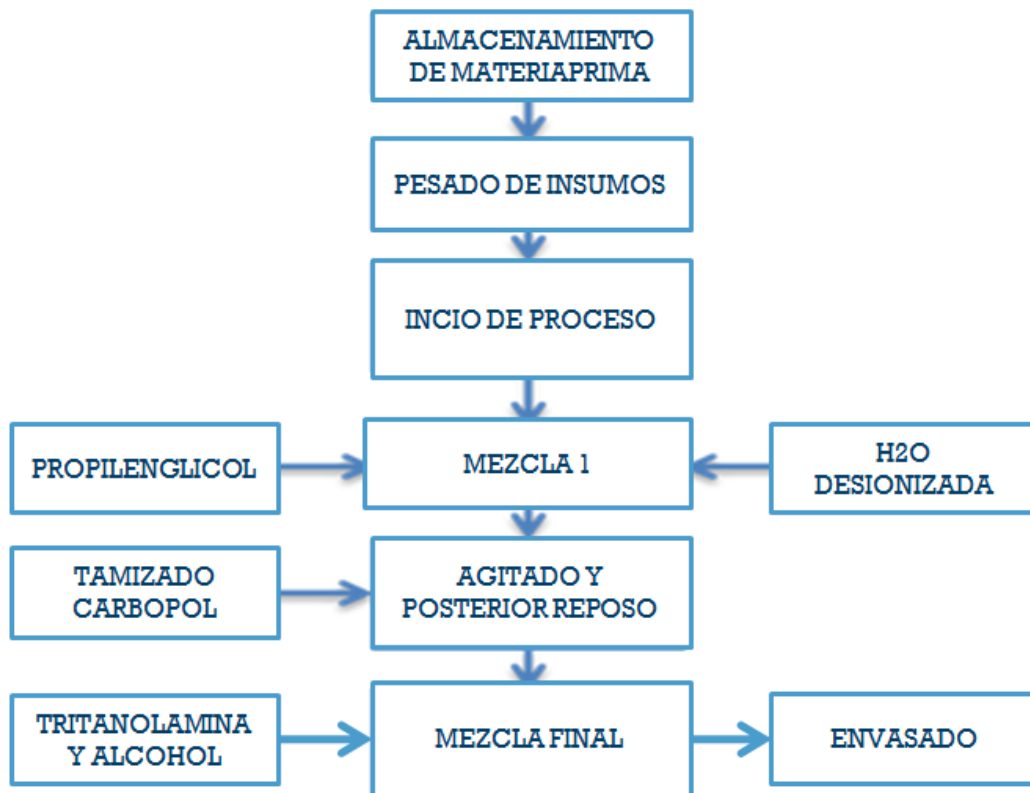 ALMACENAMIENTO
DE MATERIAPRIMA
PESADO DE INSUMOS
INCIO DE PROCESO
PROPILENGLICOL
MEZCLA 1
H2O
DESIONIZADA
TAMIZADO
CARBOPOL
AGITADO Y
POSTERIOR REPOSO
TRITANOLAMINA
Y ALCOHOL
MEZCLA FINAL
ENVASADO